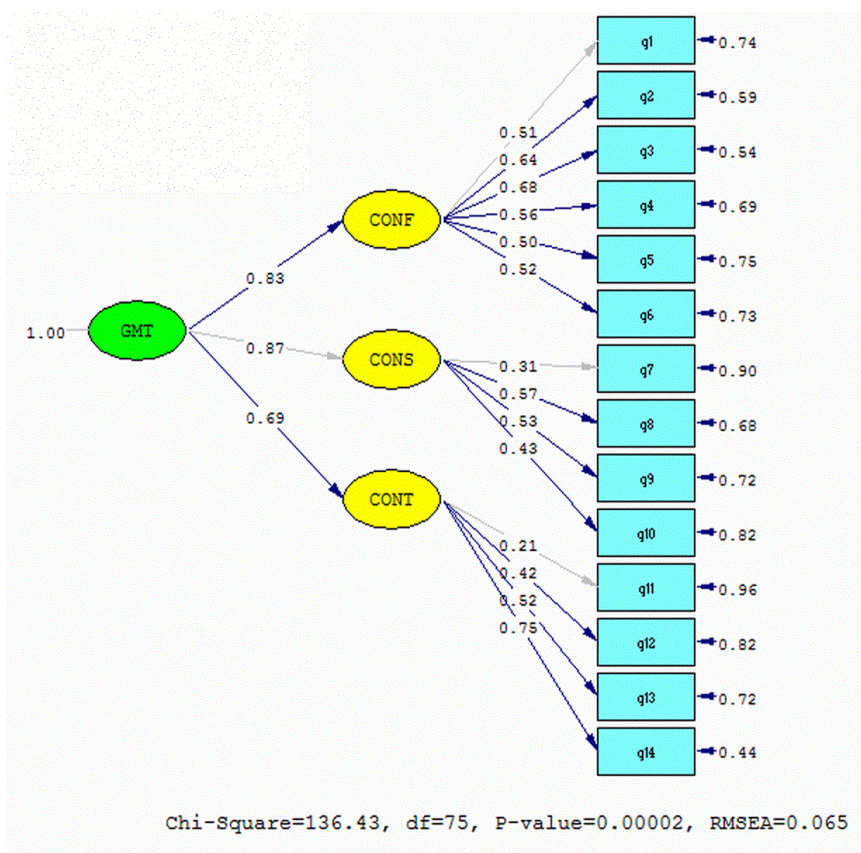 q1
0.74
q2
0.59
q3
0.54
q4
0.69
q5
0.75
q6
0.73
q7
0.90
q8
0.68
q9
0.72
q10
0.82
q11
0.96
q12
0.82
q13
0.72
q14
0.44
0.51
0.64
0.68
0.56
0.50
0.52
CONF
0.83
1.00
GMT
0.87
CONS
0.31
0.57
0.53
0.43
0.69
CONT
0.21
0.42
0.52
0.75
Chi-Square=136.43, df=75, P-value=0.00002, RMSEA=0.065